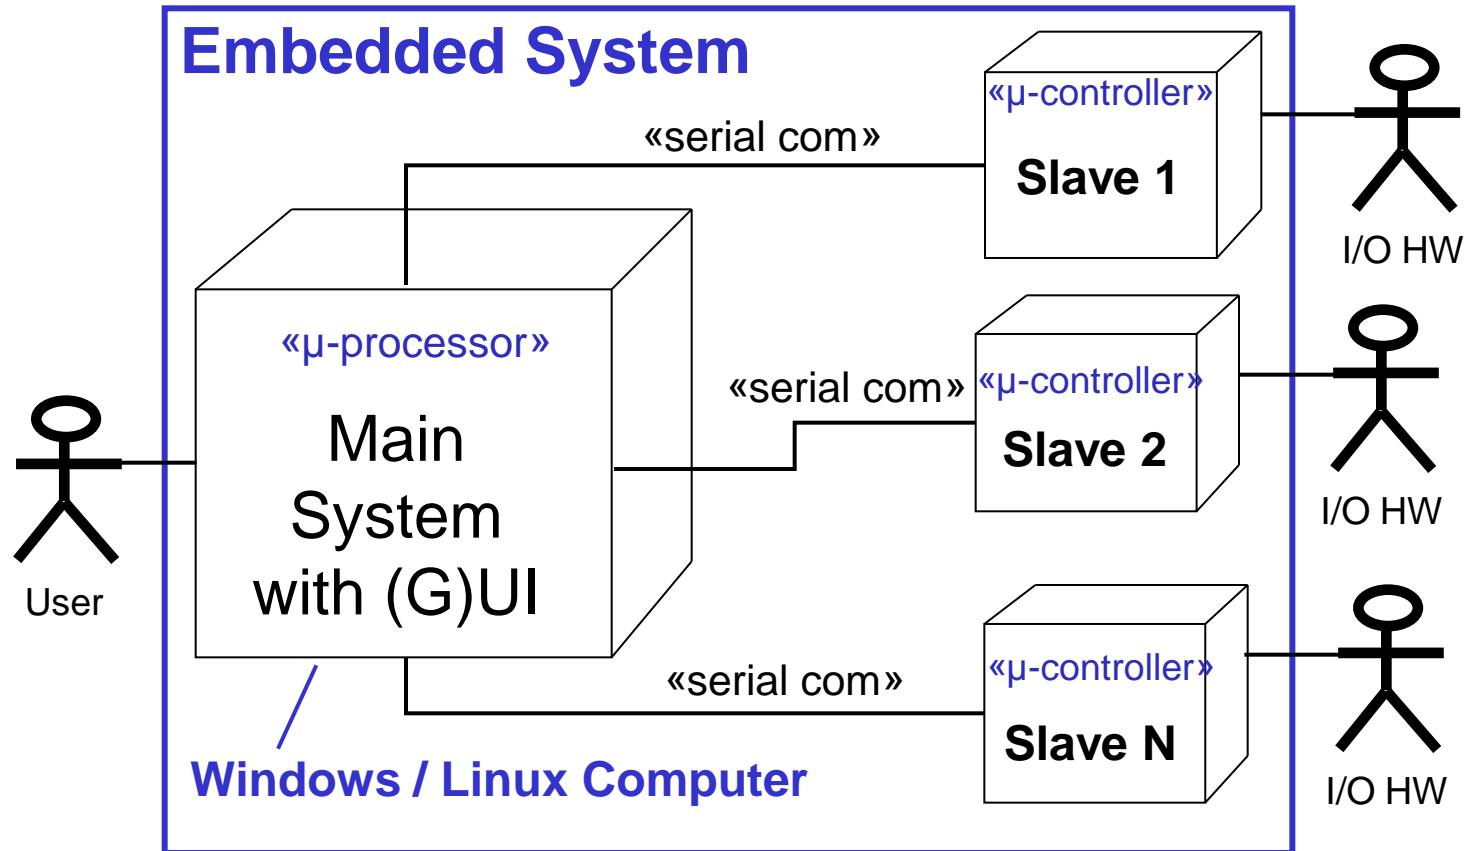 Embedded System
«µ-controller»
«serial com»
Slave 1
I/O HW
«µ-processor»
«serial com»
«µ-controller»
Main
System
with (G)UI
Slave 2
I/O HW
User
«serial com»
«µ-controller»
Slave N
Windows / Linux Computer
I/O HW